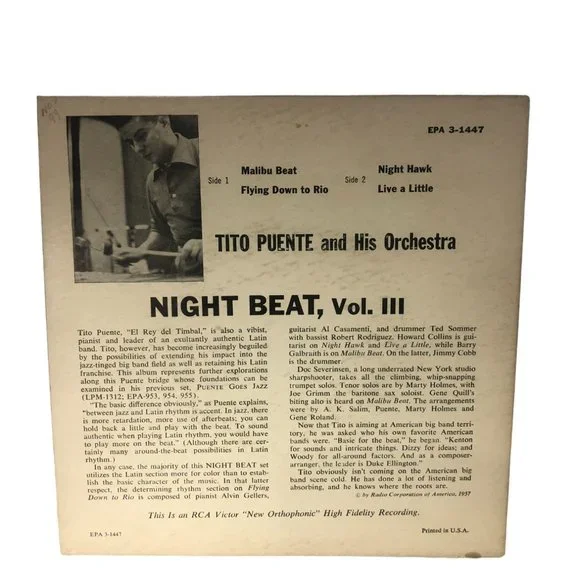 EPA 3-1447
Side 1
Malibu Beat
Flying Down to Rio
Side 2
Night Hawk
Live a Little
TITO PUENTE and His Orchestra
NIGHT BEAT, Vol. III
Tito Puente, “El Rey del Timbal,” is also a vibist,
pianist and leader of an exultantly authentic Latin
band. Tito, however, has become increasingly beguiled
by the possibilities of extending his impact into the
jazz-tinged big band field as well as retaining his Latin
franchise. This album represents further explorations
along this Puente bridge whose foundations can be
examined in his previous set, PUENTE GOES JAZZ
(LPM-1312; EPA-953, 954, 955).
“The basic difference obviously,” as Puente explains,
“between jazz and Latin rhythm is accent. In jazz, there
is more retardation, more use of afterbeats; you can
hold back a little and play with the beat. To sound
authentic when playing Latin rhythm, you would have
to play more on the beat. (Although there are cer-
tainly many around-the-beat possibilities in Latin
rhythm.)
In any case, the majority of this NIGHT BEAT set
utilizes the Latin section more for color than to estab-
lish the basic character of the music. In that latter
respect, the determining rhythm section on Flying
Down to Rio is composed of pianist Alvin Gellers,
guitarist Al Casamenti, and drummer Ted Sommer
with bassist Robert Rodriguez. Howard Collins is gui-
tarist on Night Hawk and Live a Little, while Barry
Galbraith is on Malibu Beat. On the latter, Jimmy Cobb
is the drummer.
Doc Severinsen, a long underrated New York studio
sharpshooter, takes all the climbing, whip-snapping
trumpet solos. Tenor solos are by Marty Holmes, with
Joe Grimm the baritone sax soloist. Gene Quill's
biting alto is heard on Malibu Beat. The arrangements
were by A. K. Salim, Puente, Marty Holmes and
Gene Roland.
Now that Tito is aiming at American big band terri-
tory, he was asked who his own favorite American
bands were. “Basie for the beat,” he began. “Kenton
for sounds and intricate things. Dizzy for ideas; and
Woody for all-around factors. And as a composer-
arranger, the leader is Duke Ellington.”
Tito obviously isn't coming on the American big
band scene cold. He has done a lot of listening and
absorbing, and he knows where the roots are.
© by Radio Corporation of America, 1957
This Is an RCA Victor “New Orthophonic” High Fidelity Recording.
EPA 3-1447
Printed in U.S.A.